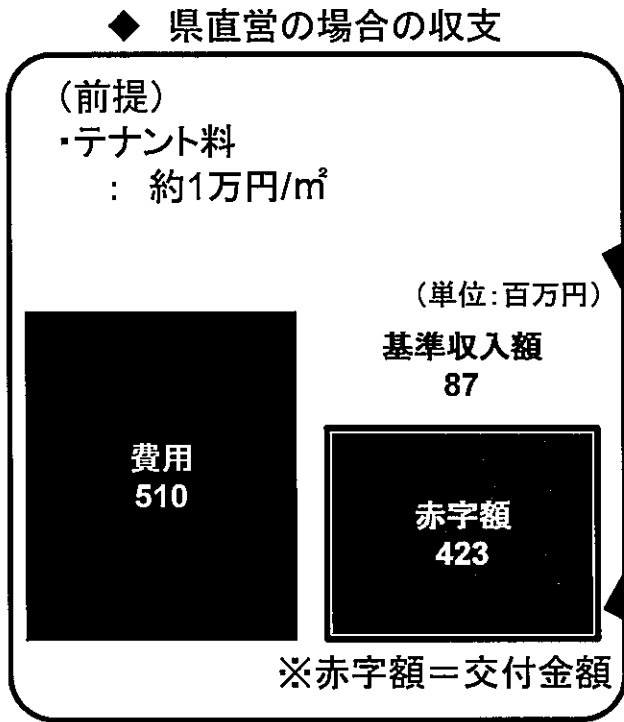 ◆ 県直営の場合の収支
（前提）
・テナント料
： 約1万円/㎡
（単位：百万円）
基準収入額
87
費用
510
赤字額
423
※赤字額＝交付金額